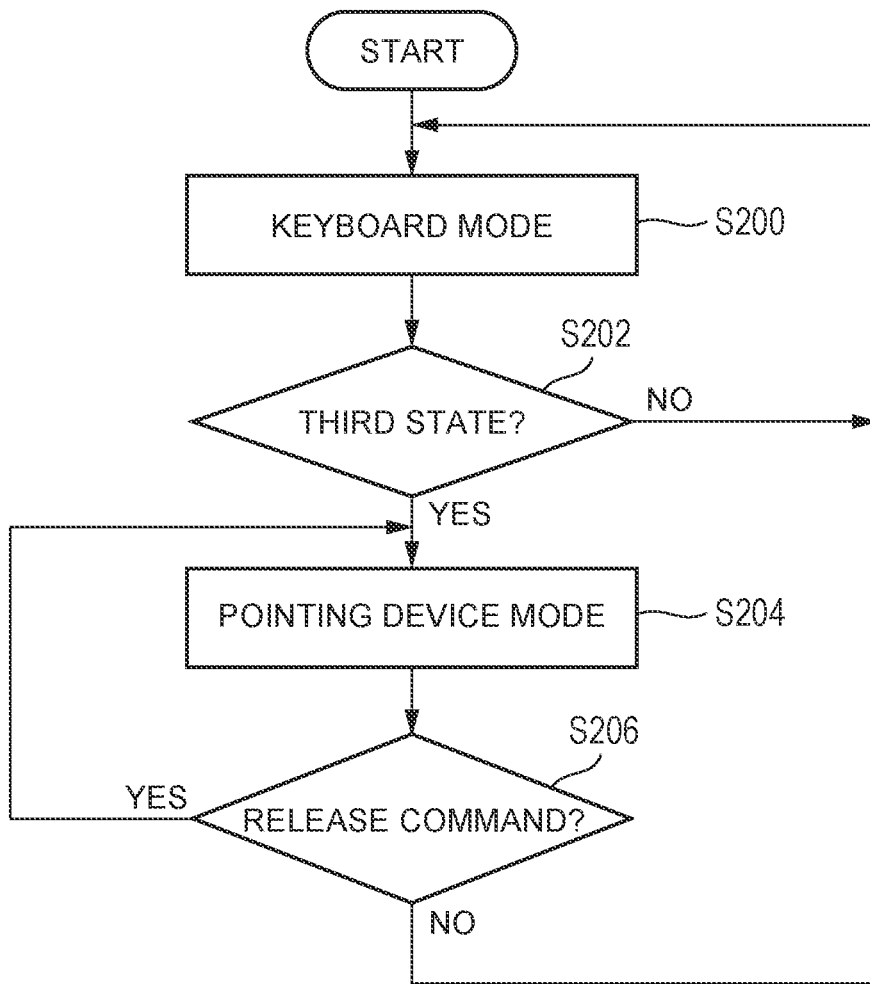 START
KEYBOARD MODE
S200
S202
THIRD STATE?
NO
YES
POINTING DEVICE MODE
S204
S206
YES
RELEASE COMMAND?
NO